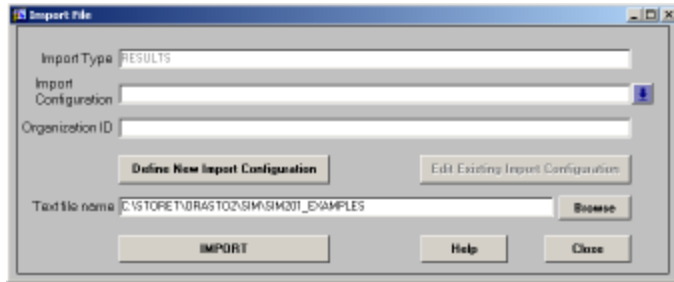 Import File
Import Type RESULTS
Import
Configuration
Organization ID
Define New Import Configuration Edit Existing Import Configuration
Text file name C:\STORET\ORASTO2\SIM\SIM201_EXAMPLES Browse
IMPORT Help Close